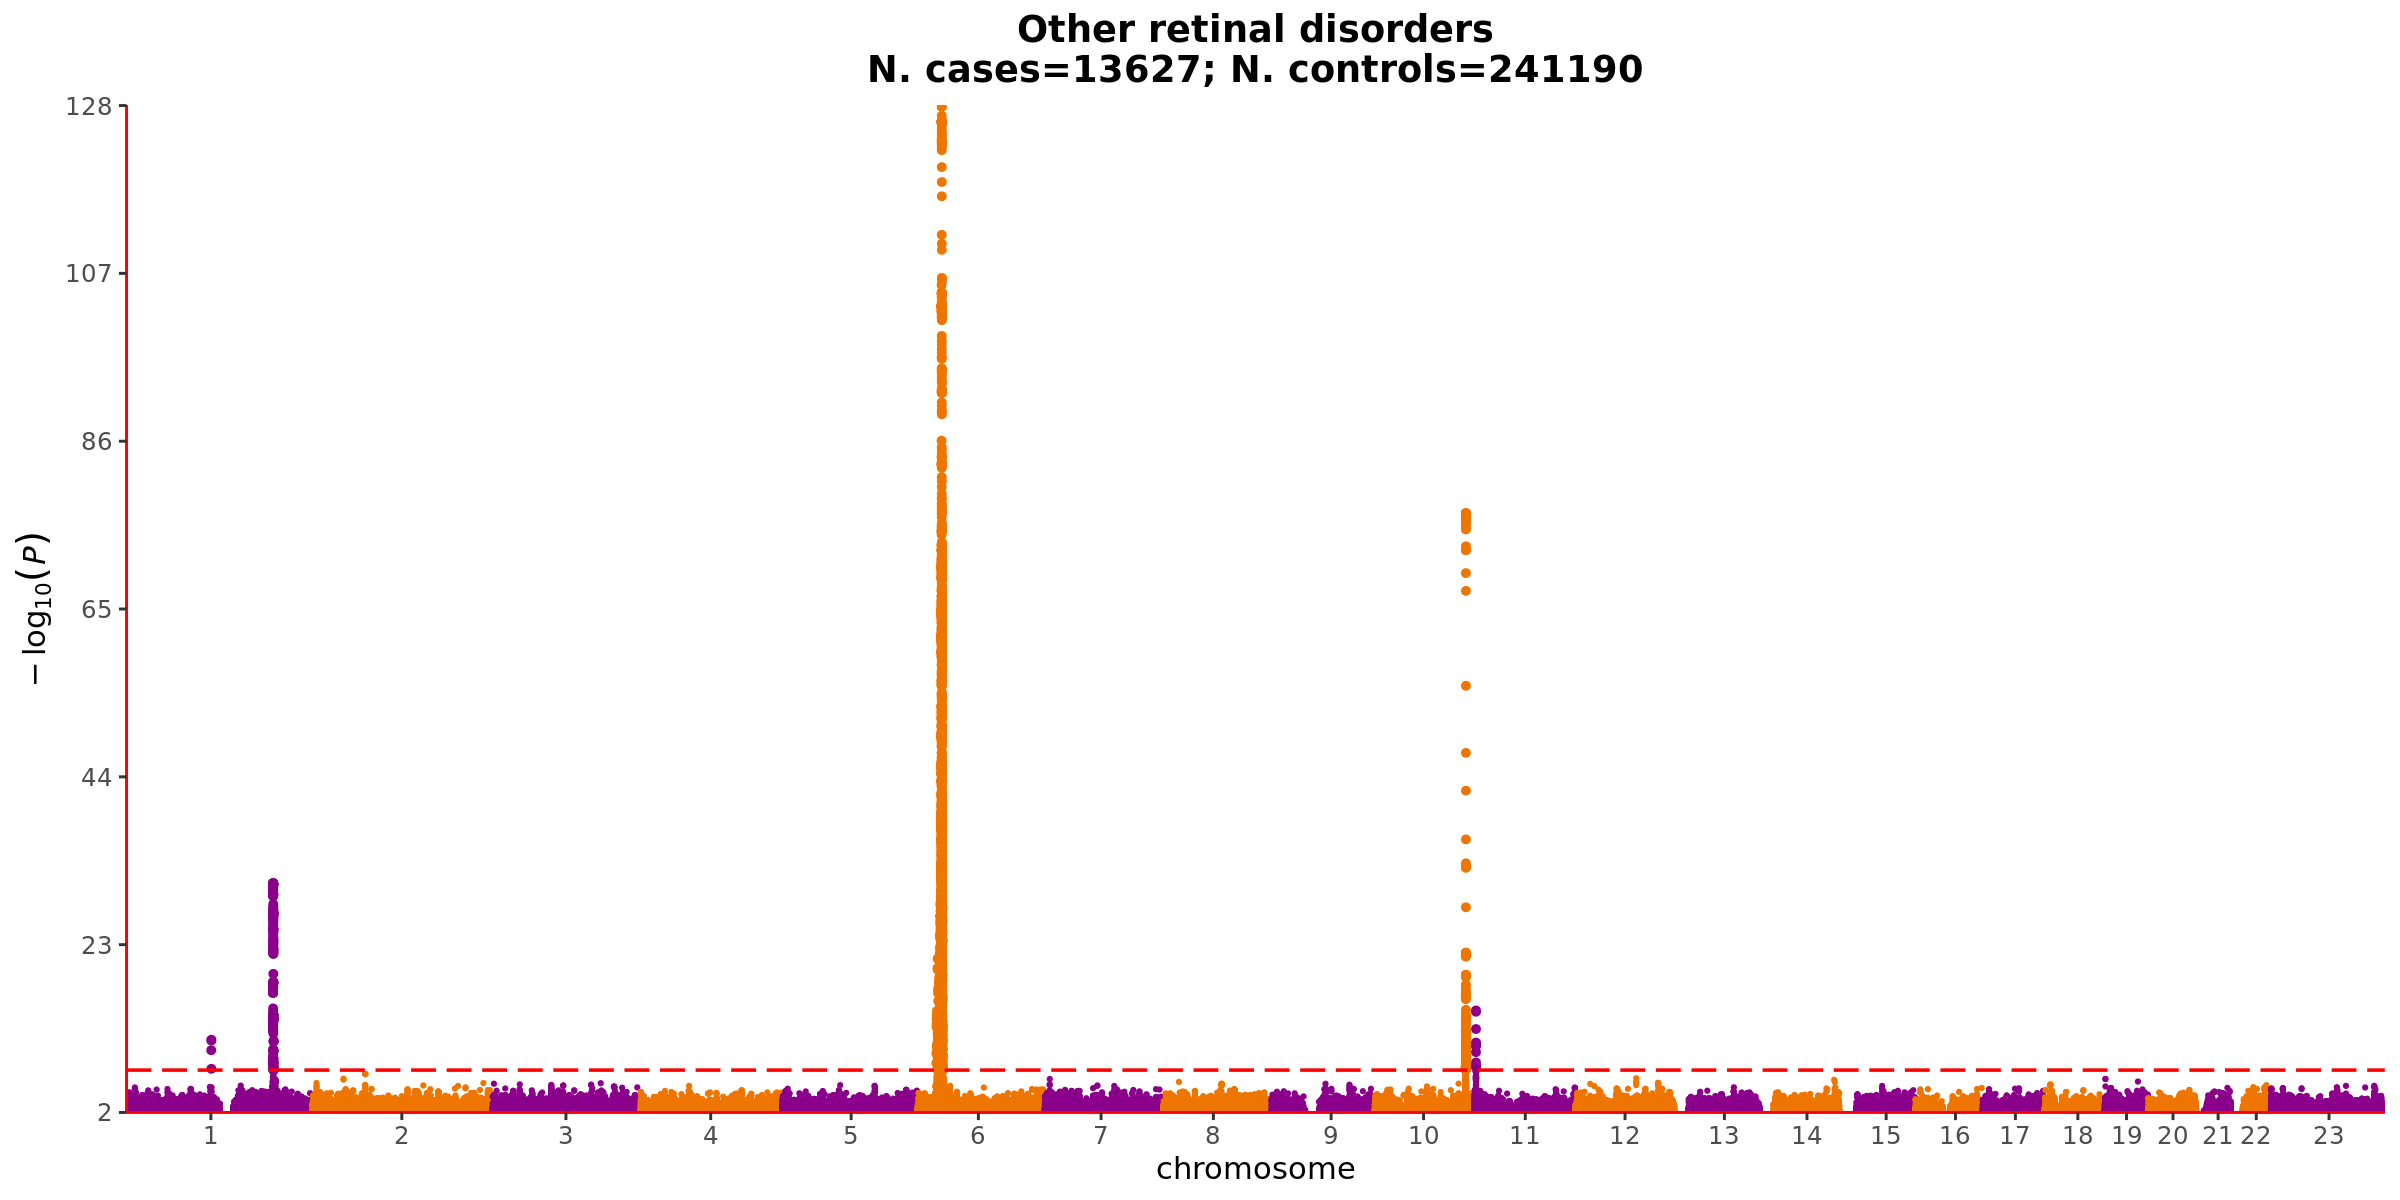 Other retinal disorders
N. cases=13627; N. controls=241190
128
107
86
65
44
23
2
− log10(P)
1 2 3 4 5 6 7 8 9 10 11 12 13 14 15 16 17 18 19 20 21 22 23
chromosome